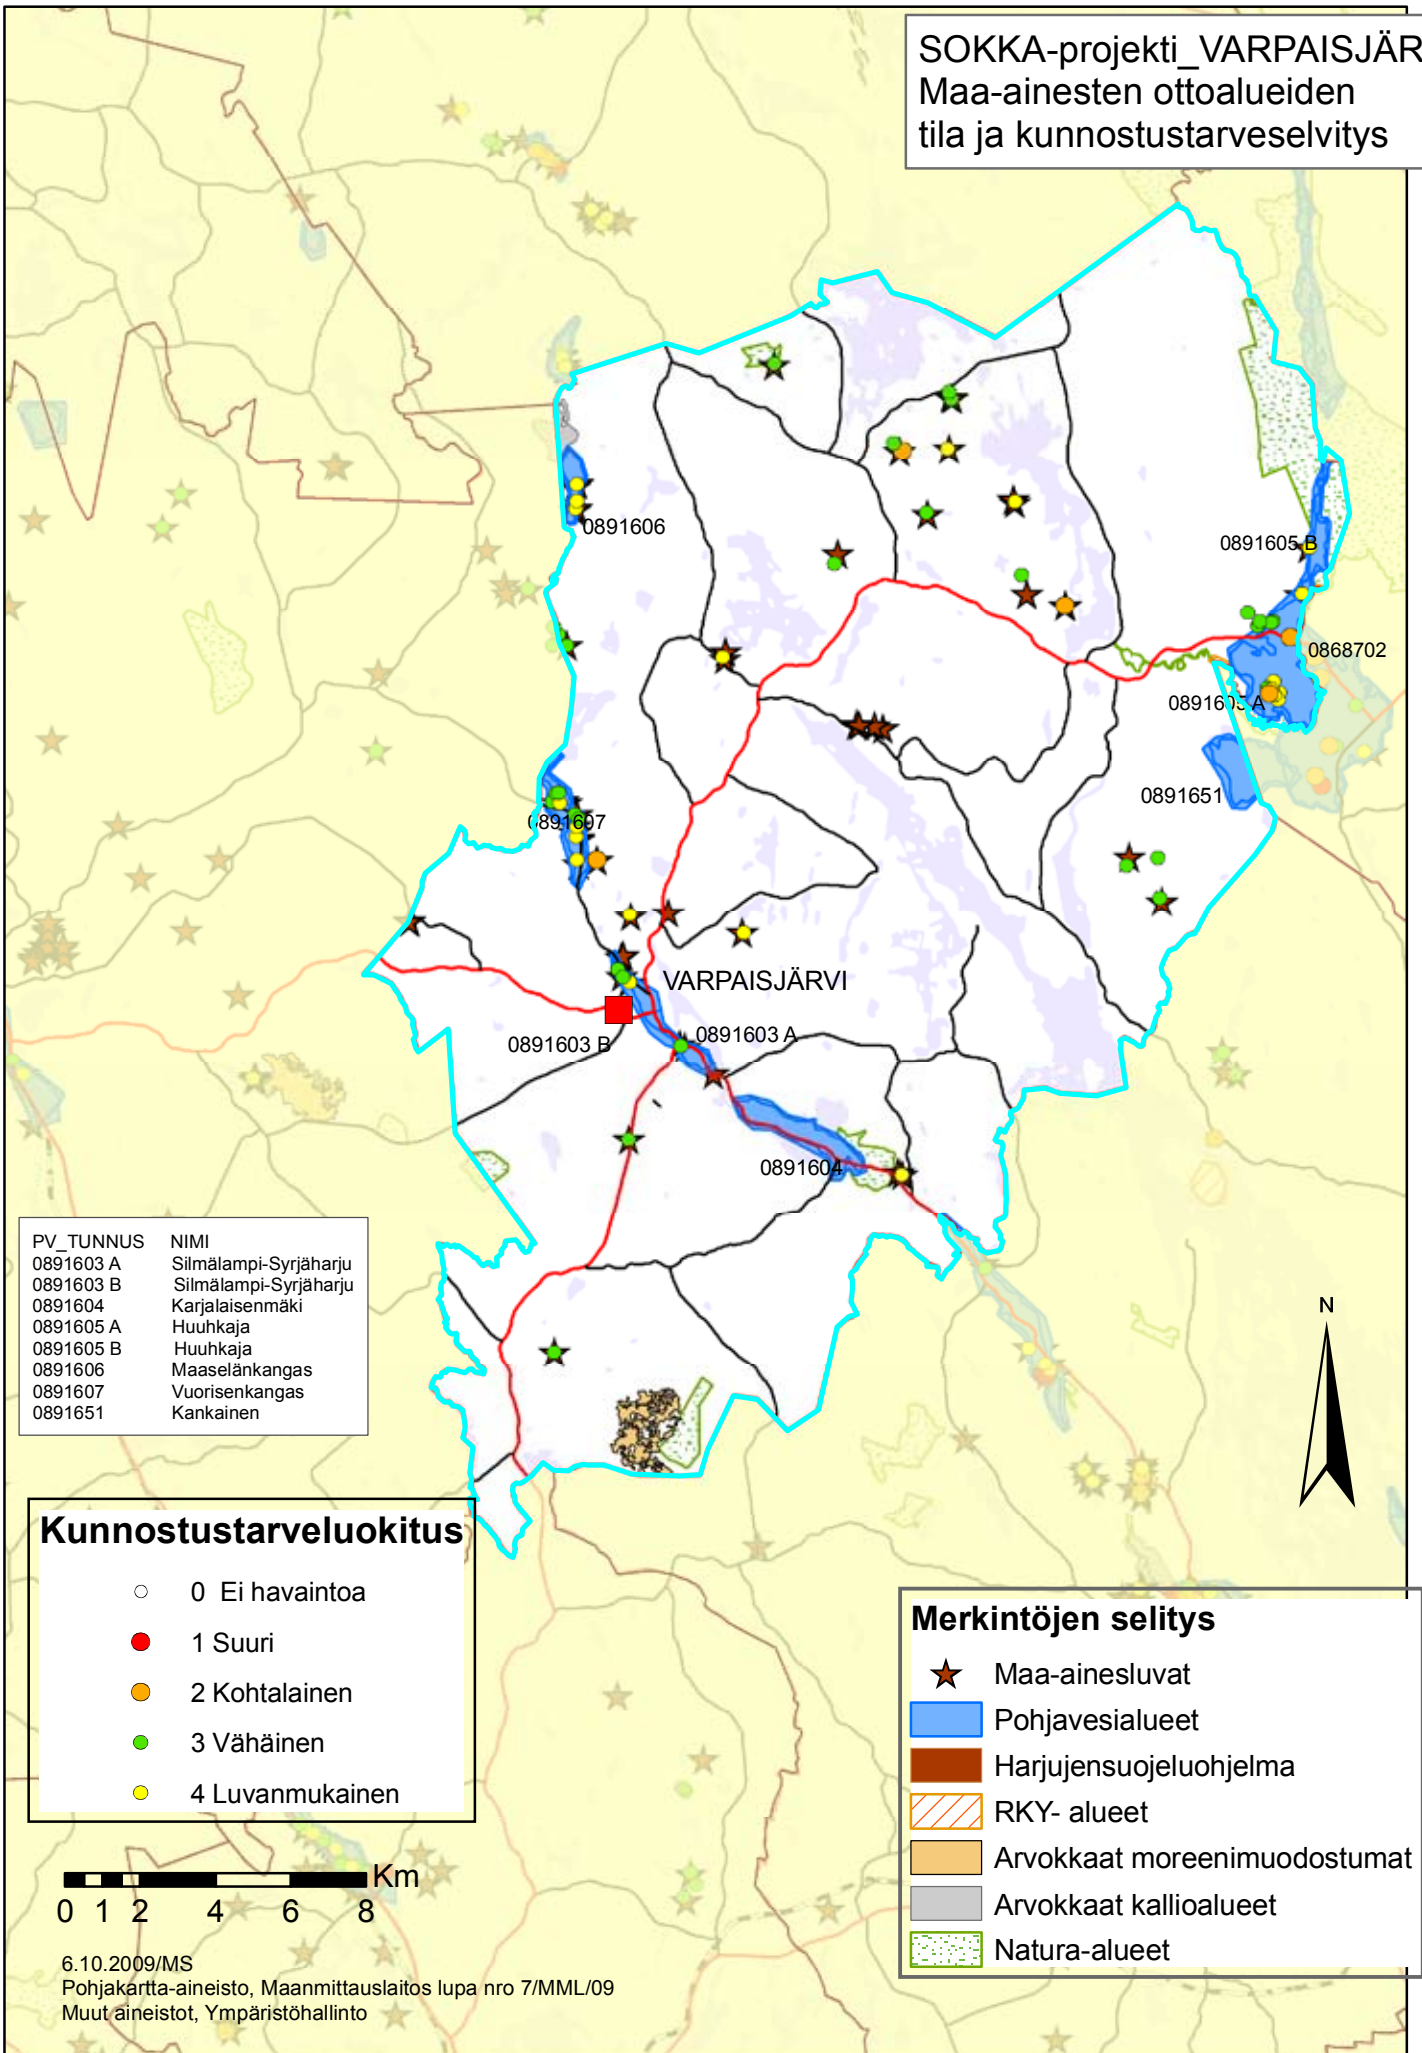 SOKKA-projekti_VARPAISJÄR
Maa-ainesten ottoalueiden
tila ja kunnostustarveselvitys
0891606
0891605 B
0868702
0891605 A
0891651
0891607
VARPAISJÄRVI
0891603 A
0891603 B
0891604
PV_TUNNUS NIMI
0891603 A Silmälampi-Syrjäharju
0891603 B Silmälampi-Syrjäharju
0891604 Karjalaisenmäki
0891605 A Huuhkaja
0891605 B Huuhkaja
0891606 Maaselänkangas
0891607 Vuorisenkangas
0891651 Kankainen
N
Kunnostustarveluokitus
0 Ei havaintoa
1 Suuri
2 Kohtalainen
3 Vähäinen
4 Luvanmukainen
Merkintöjen selitys
Maa-ainesluvat
Pohjavesialueet
Harjujensuojeluohjelma
RKY- alueet
Arvokkaat moreenimuodostumat
Arvokkaat kallioalueet
Natura-alueet
Km
0 1 2 4 6 8
6.10.2009/MS
Pohjakartta-aineisto, Maanmittauslaitos lupa nro 7/MML/09
Muut aineistot, Ympäristöhallinto